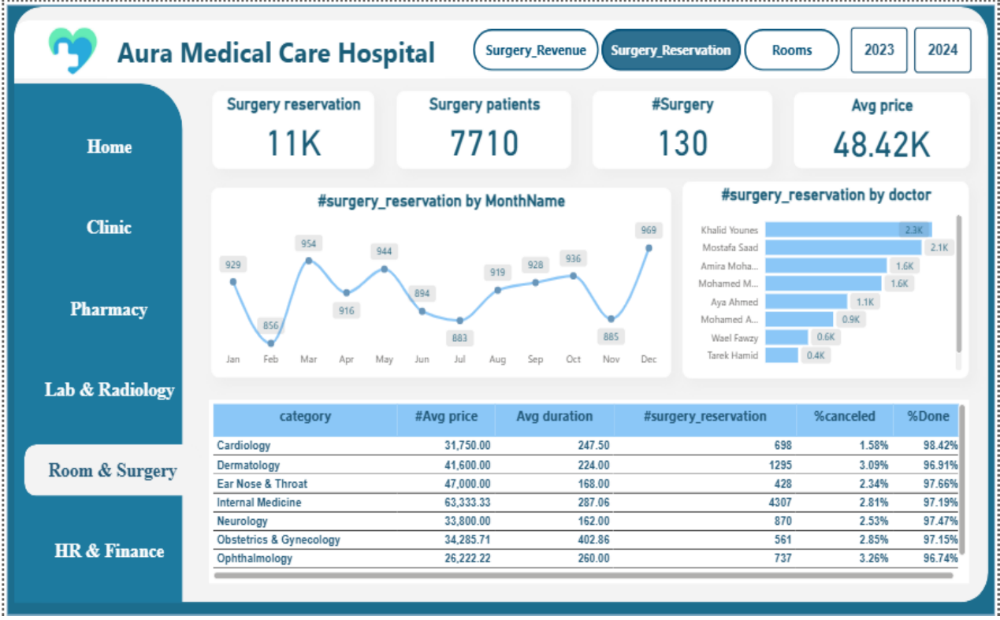 Aura Medical Care Hospital
Surgery_Revenue
Surgery_Reservation
Rooms
2023
2024
Home
Clinic
Pharmacy
Lab & Radiology
Room & Surgery
HR & Finance
Surgery reservation
11K
Surgery patients
7710
#Surgery
130
Avg price
48.42K
#surgery_reservation by MonthName
929
856
954
916
944
894
883
919
928
936
885
969
Jan Feb Mar Apr May Jun Jul Aug Sep Oct Nov Dec
#surgery_reservation by doctor
Khalid Younes 2.3K
Mostafa Saad 2.1K
Amira Moha... 1.6K
Mohamed M... 1.6K
Aya Ahmed 1.1K
Mohamed A... 0.9K
Wael Fawzy 0.6K
Tarek Hamid 0.4K
category #Avg price Avg duration #surgery_reservation %canceled %Done
Cardiology 31,750.00 247.50 698 1.58% 98.42%
Dermatology 41,600.00 224.00 1295 3.09% 96.91%
Ear Nose & Throat 47,000.00 168.00 428 2.34% 97.66%
Internal Medicine 63,333.33 287.06 4307 2.81% 97.19%
Neurology 33,800.00 162.00 870 2.53% 97.47%
Obstetrics & Gynecology 34,285.71 402.86 561 2.85% 97.15%
Ophthalmology 26,222.22 260.00 737 3.26% 96.74%